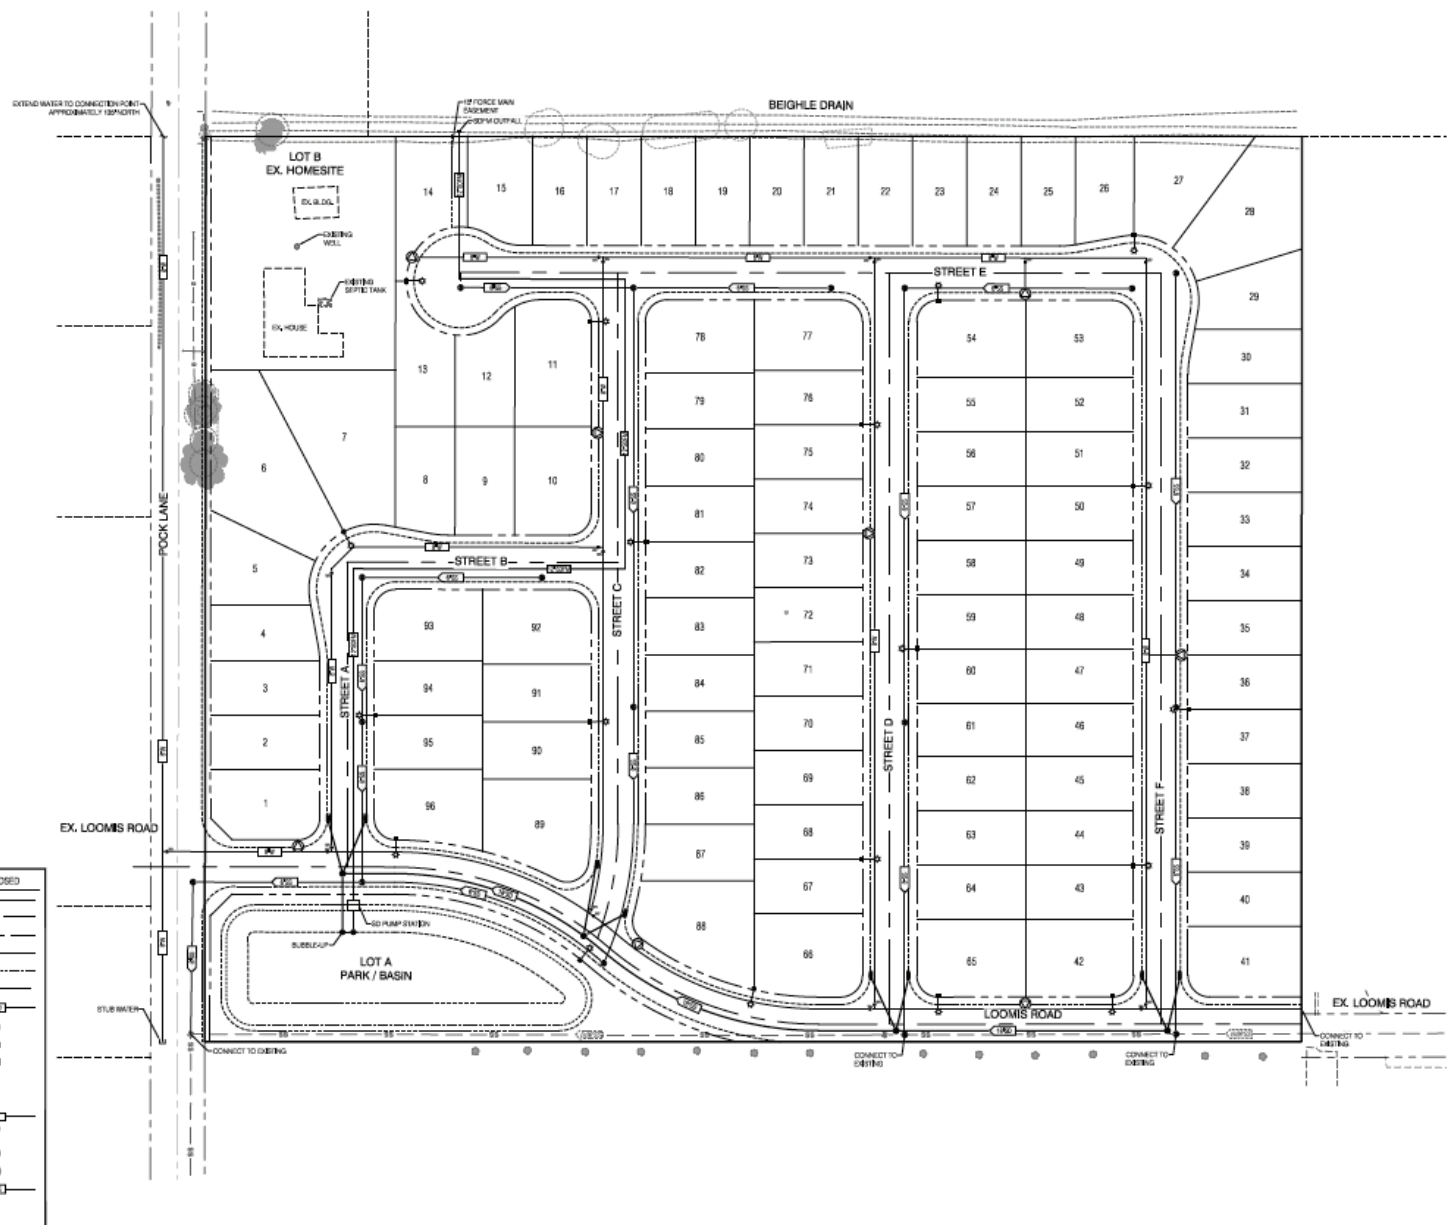 BEIGHLE DRAIN
EXTEND WATER TO CONNECTION POINT
APPROXIMATELY 105' NORTH
15' FORCE MAIN
EASEMENT
SDFM OUTFALL
LOT B
EX. HOMESITE
EX. BLDG.
EXISTING
WELL
EXISTING
SEPTIC TANK
EX. HOUSE
14
15
16
17
18
19
20
21
22
23
24
25
26
27
28
29
STREET E
13
12
11
78
77
54
53
30
79
76
55
52
31
7
6
8
9
10
80
75
56
51
32
81
74
57
50
33
POCK LANE
STREET B
5
82
73
58
49
34
STREET C
4
93
92
83
72
59
48
35
3
94
91
84
71
60
47
36
STREET A
2
95
90
85
70
61
46
37
STREET D
1
96
89
86
69
62
45
38
STREET F
EX. LOOMIS ROAD
87
68
63
44
39
67
64
43
40
88
66
65
42
41
SD PUMP STATION
BUBBLE-UP
LOT A
PARK / BASIN
STUB WATER
CONNECT TO EXISTING
LOOMIS ROAD
EX. LOOMIS ROAD
CONNECT TO
EXISTING
CONNECT TO
EXISTING
CONNECT TO
EXISTING